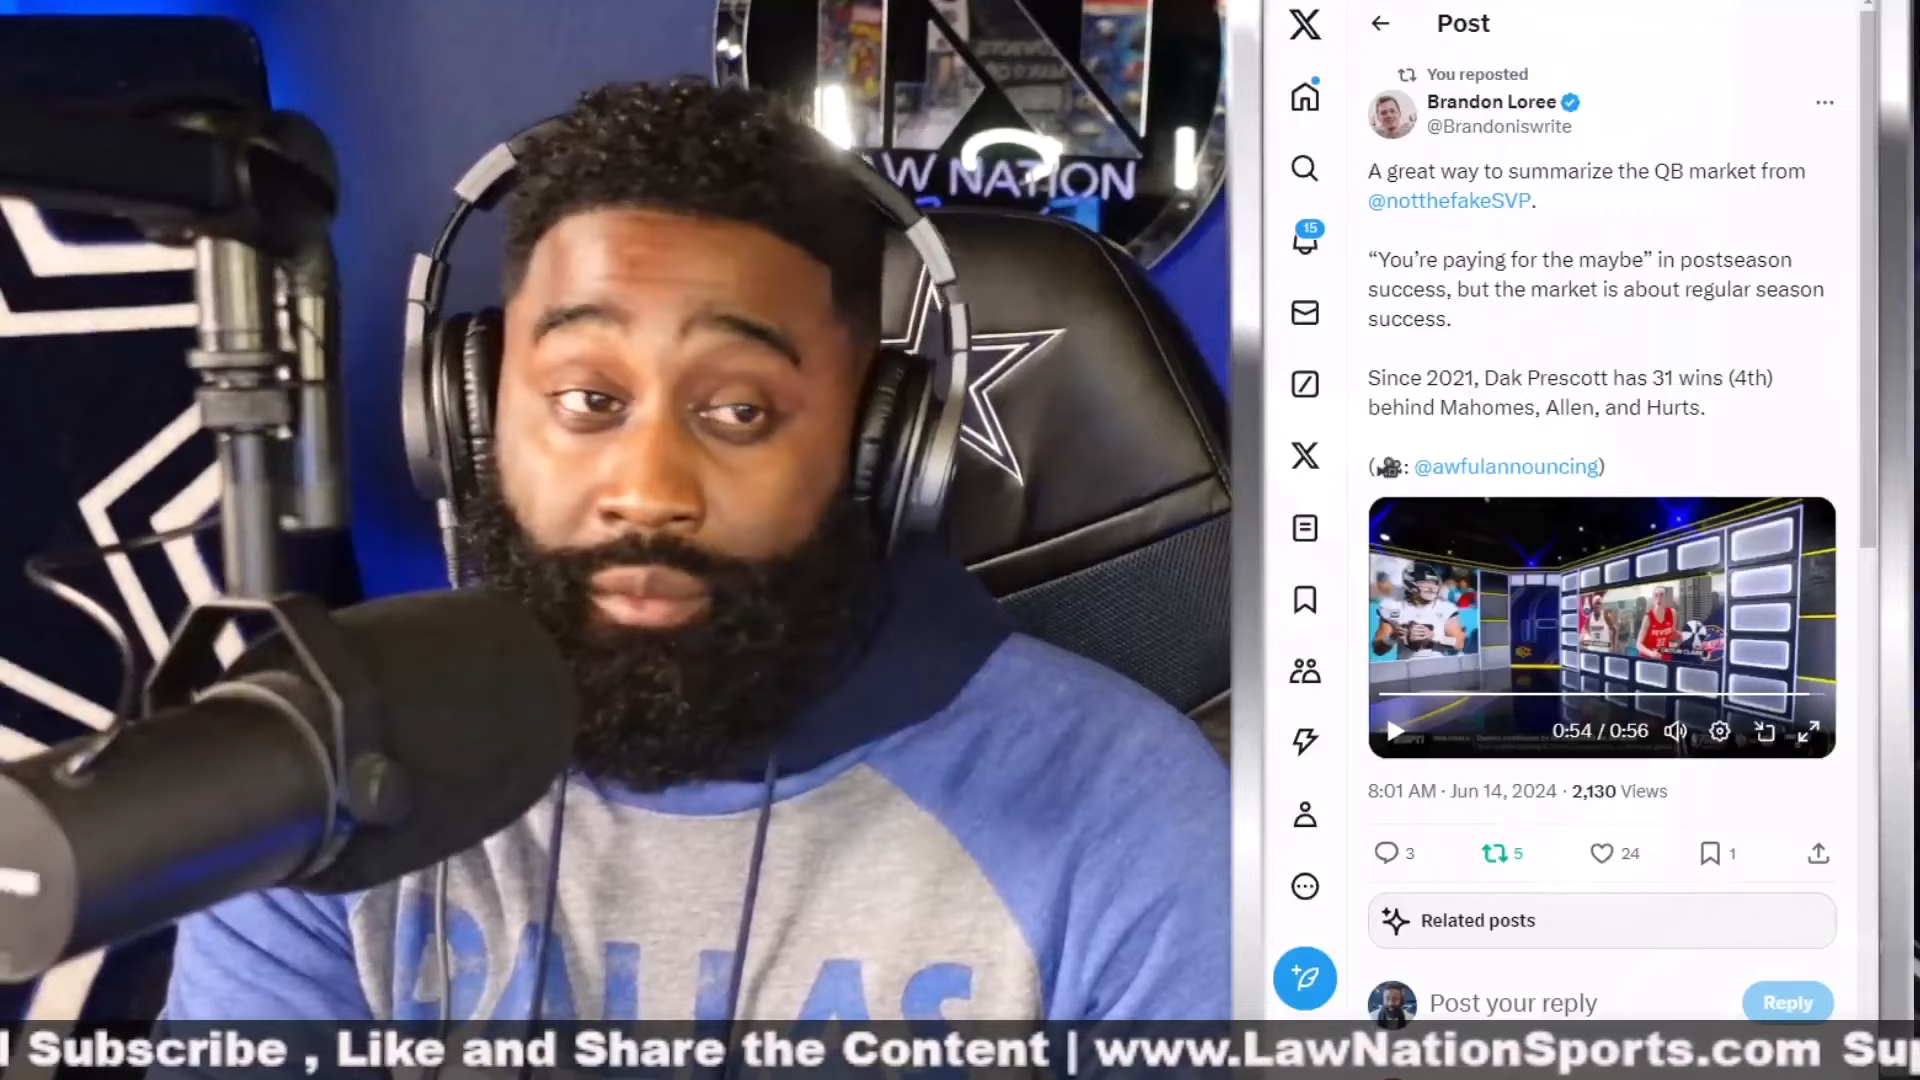 W NATION
DALLAS
Post
You reposted
Brandon Loree
@Brandoniswrite
A great way to summarize the QB market from
@notthefakeSVP.
“You’re paying for the maybe” in postseason
success, but the market is about regular season
success.
Since 2021, Dak Prescott has 31 wins (4th)
behind Mahomes, Allen, and Hurts.
(🎥: @awfulannouncing)
15
0:54 / 0:56
8:01 AM · Jun 14, 2024 · 2,130 Views
3 5 24 1
Related posts
Post your reply
Reply
Subscribe , Like and Share the Content | www.LawNationSports.com Sup